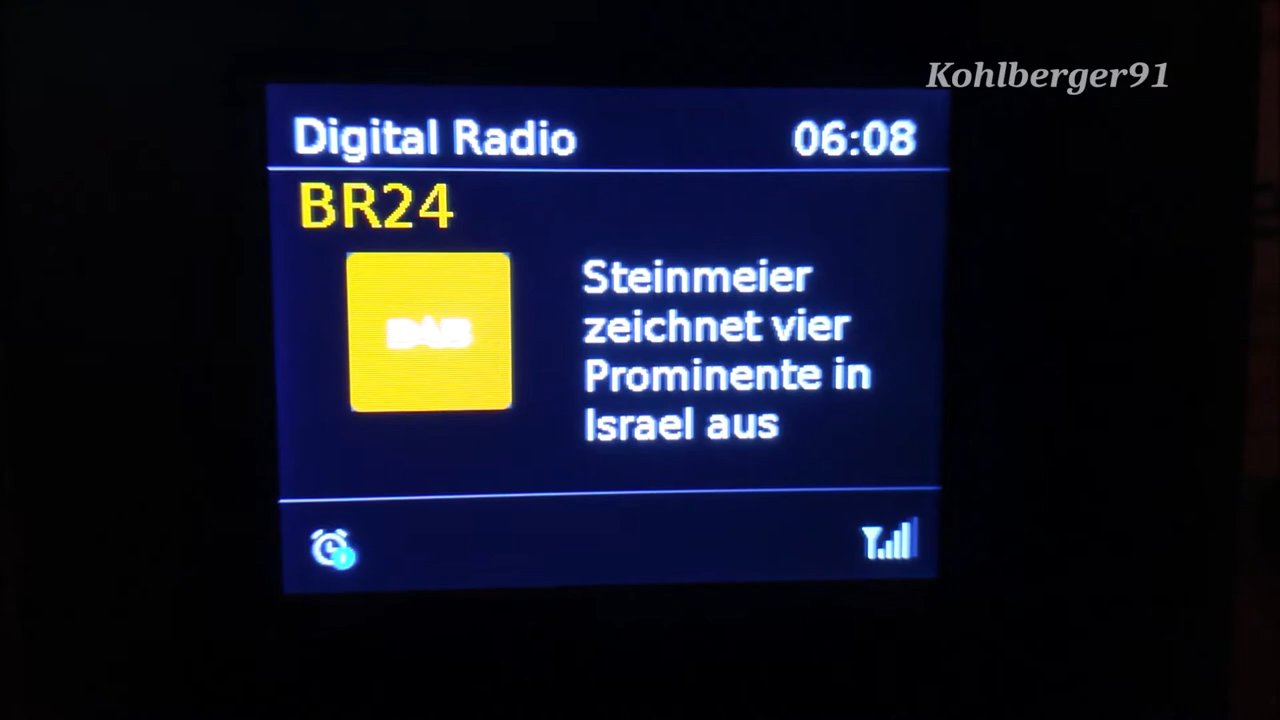 Kohlberger91
Digital Radio 06:08
BR24
DAB
Steinmeier
zeichnet vier
Prominente in
Israel aus